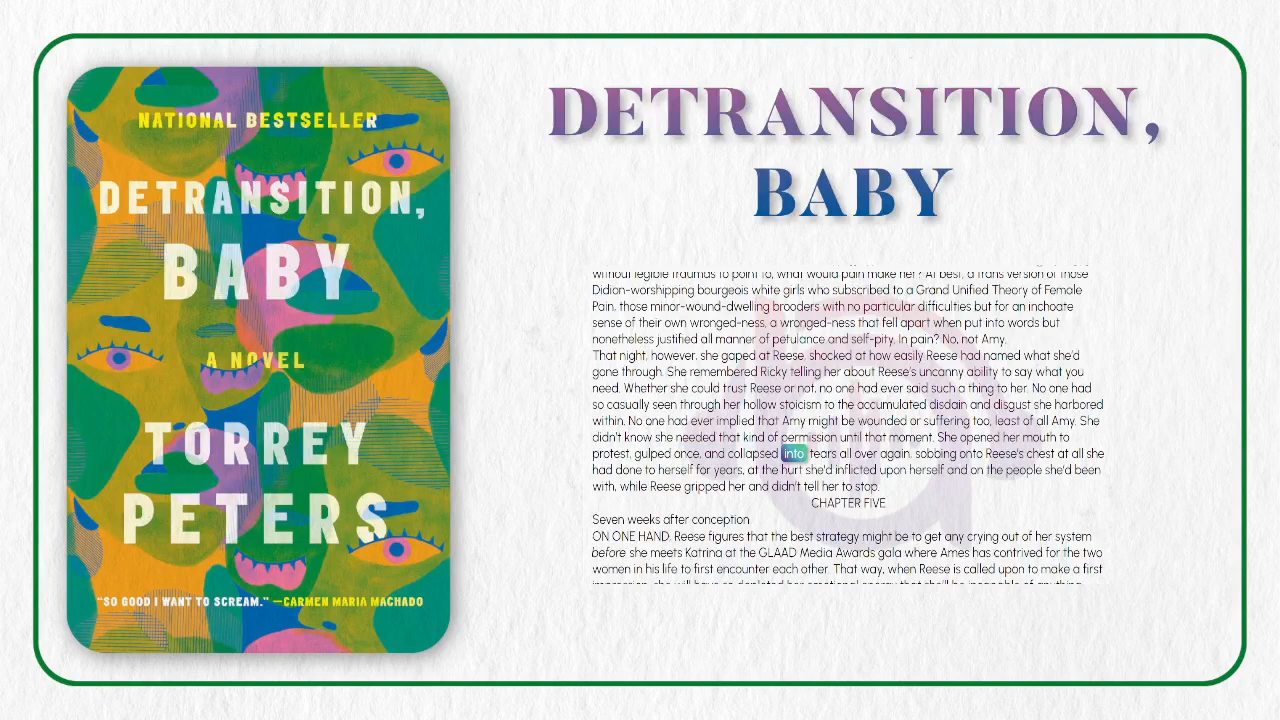 NATIONAL BESTSELLER
DETRANSITION,
BABY
A NOVEL
TORREY
PETERS
"SO GOOD I WANT TO SCREAM." —CARMEN MARIA MACHADO
DETRANSITION,
BABY
without legible traumas to point to, what could pain make her? At best, a trans version of those
Didion-worshipping bourgeois white girls who subscribed to a Grand Unified Theory of Female
Pain, those minor-wound-dwelling brooders with no particular difficulties but for an inchoate
sense of their own wronged-ness, a wronged-ness that fell apart when put into words but
nonetheless justified all manner of petulance and self-pity. In pain? No, not Amy.
That night, however, she gaped at Reese, shocked at how easily Reese had named what she'd
gone through. She remembered Ricky telling her about Reese's uncanny ability to say what you
need. Whether she could trust Reese or not, no one had ever said such a thing to her. No one had
so casually seen through her hollow stoicism to the accumulated disdain and disgust she harbored
within. No one had ever implied that Amy might be wounded or suffering too, least of all Amy. She
didn't know she needed that kind of permission until that moment. She opened her mouth to
protest, gulped once, and collapsed into tears all over again, sobbing onto Reese's chest at all she
had done to herself for years, at the hurt she inflicted upon herself and on the people she'd been
with, while Reese gripped her and didn't tell her to stop.
CHAPTER FIVE
Seven weeks after conception
ON ONE HAND, Reese figures that the best strategy might be to get any crying out of her system
before she meets Katrina at the GLAAD Media Awards gala where Ames has contrived for the two
women in his life to first encounter each other. That way, when Reese is called upon to make a first